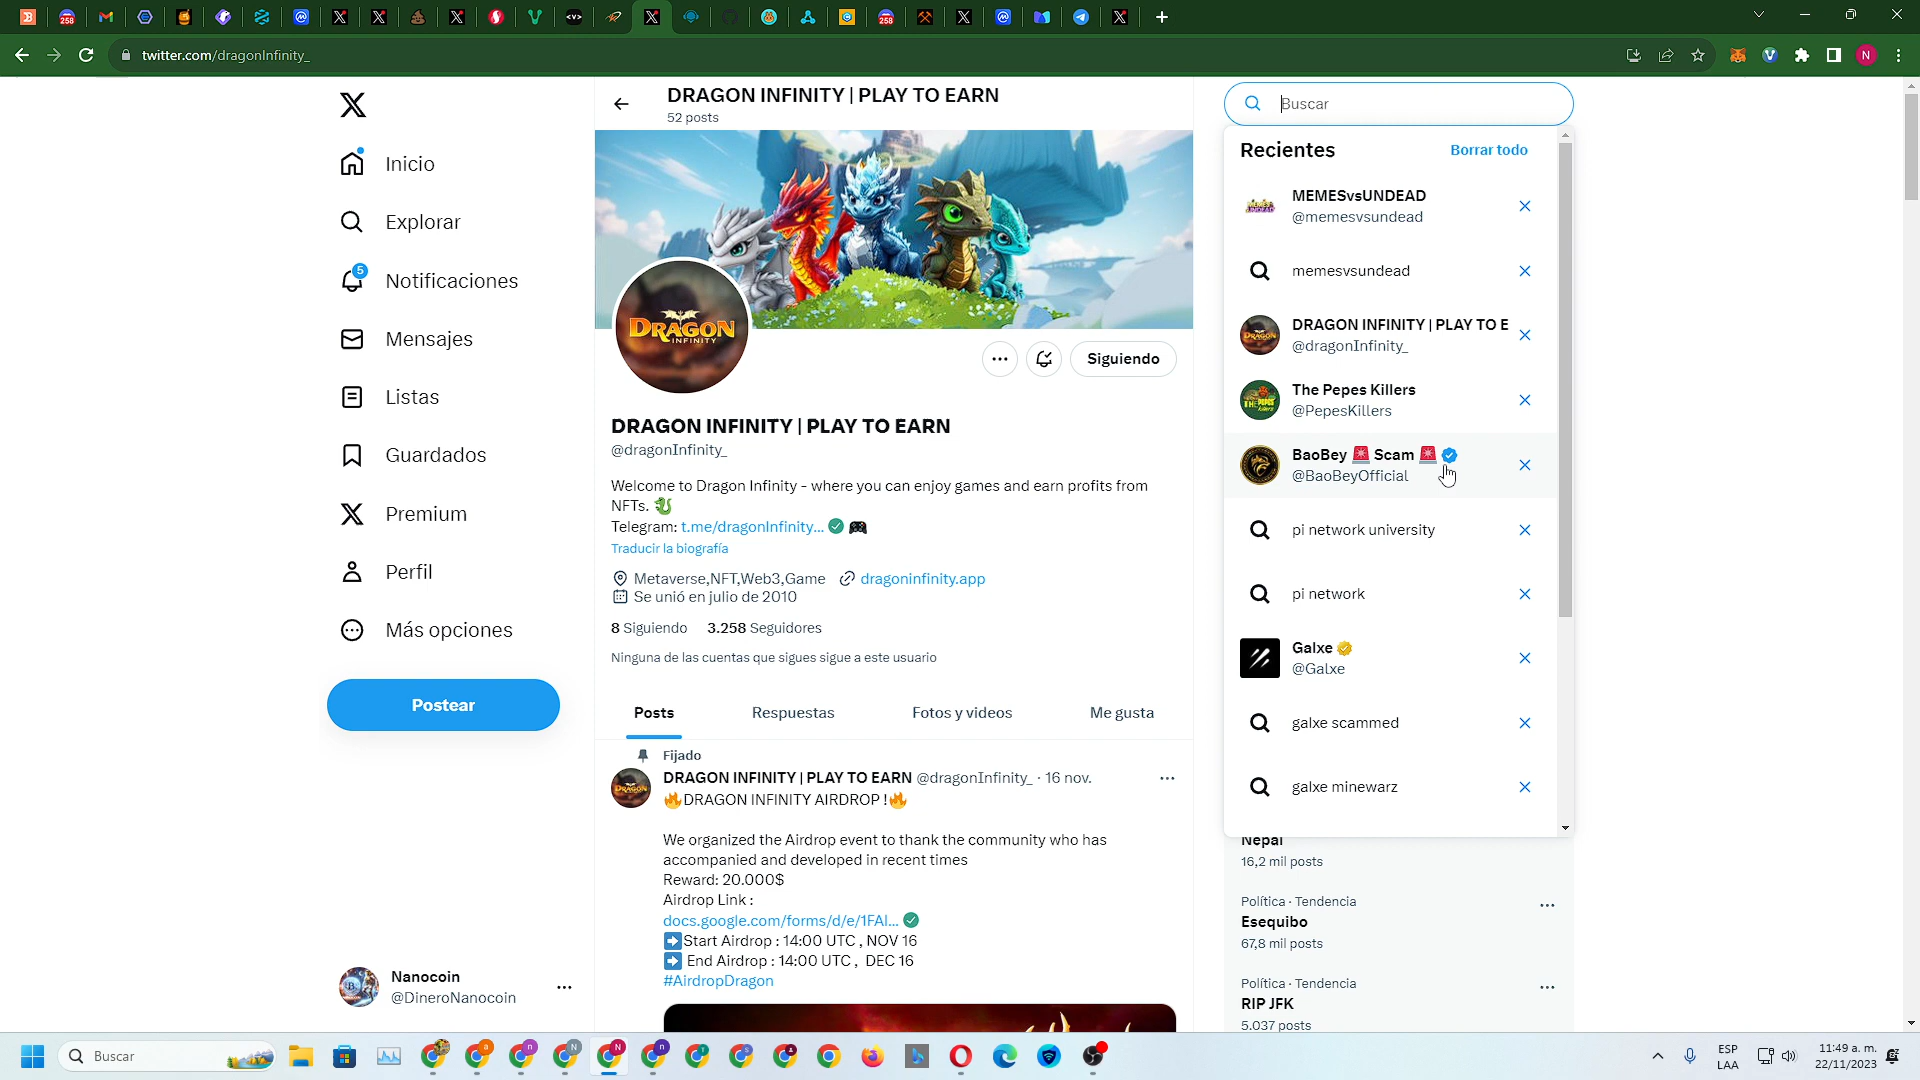 twitter.com/dragonInfinity_
Inicio
Explorar
5
Notificaciones
Mensajes
Listas
Guardados
Premium
Perfil
Más opciones
Postear
Nanocoin
@DineroNanocoin
DRAGON INFINITY | PLAY TO EARN
52 posts
DRAGON
INFINITY
Siguiendo
DRAGON INFINITY | PLAY TO EARN
@dragonInfinity_
Welcome to Dragon Infinity - where you can enjoy games and earn profits from
NFTs. 🐉
Telegram: t.me/dragonInfinity... ✅ 🎮
Traducir la biografía
Metaverse,NFT,Web3,Game dragoninfinity.app
Se unió en julio de 2010
8 Siguiendo 3.258 Seguidores
Ninguna de las cuentas que sigues sigue a este usuario
Posts Respuestas Fotos y videos Me gusta
Fijado
DRAGON INFINITY | PLAY TO EARN @dragonInfinity_ · 16 nov.
🔥DRAGON INFINITY AIRDROP !🔥
We organized the Airdrop event to thank the community who has
accompanied and developed in recent times
Reward: 20.000$
Airdrop Link :
docs.google.com/forms/d/e/1FAI... ✅
➡️Start Airdrop : 14:00 UTC , NOV 16
➡️ End Airdrop : 14:00 UTC , DEC 16
#AirdropDragon
Buscar
Recientes Borrar todo
MEMESvsUNDEAD
@memesvsundead
memesvsundead
DRAGON INFINITY | PLAY TO E
@dragonInfinity_
The Pepes Killers
@PepesKillers
BaoBey 🚨 Scam 🚨
@BaoBeyOfficial
pi network university
pi network
Galxe
@Galxe
galxe scammed
galxe minewarz
Nepal
16,2 mil posts
Política · Tendencia
Esequibo
67,8 mil posts
Política · Tendencia
RIP JFK
5.037 posts
Buscar
ESP
LAA
11:49 a. m.
22/11/2023